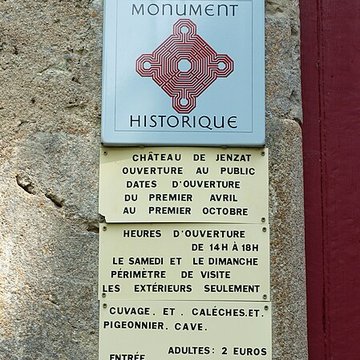 MONUMENT
HISTORIQUE
CHÂTEAU DE JENZAT
OUVERTURE AU PUBLIC
DATES D'OUVERTURE
DU PREMIER AVRIL
AU PREMIER OCTOBRE
HEURES D'OUVERTURE
DE 14H À 18H
LE SAMEDI ET LE DIMANCHE
PÉRIMÈTRE DE VISITE
LES EXTÉRIEURS SEULEMENT
CUVAGE. ET. CALÈCHES.ET.
PIGEONNIER. CAVE.
ADULTES: 2 EUROS
ENTRÉE